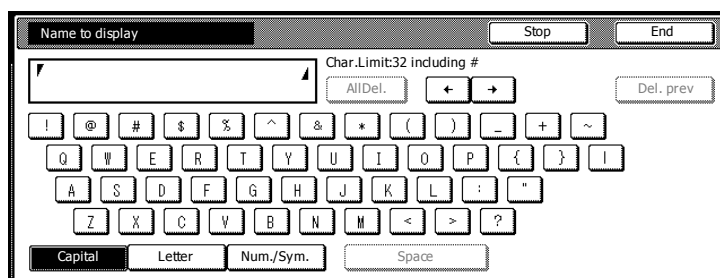 Name to display Stop End
Char.Limit:32 including #
AllDel. ← → Del. prev
! @ # $ % ^ & * ( ) _ + ~
Q W E R T Y U I O P { } |
A S D F G H J K L : "
Z X C V B N M < > ?
Capital Letter Num./Sym. Space